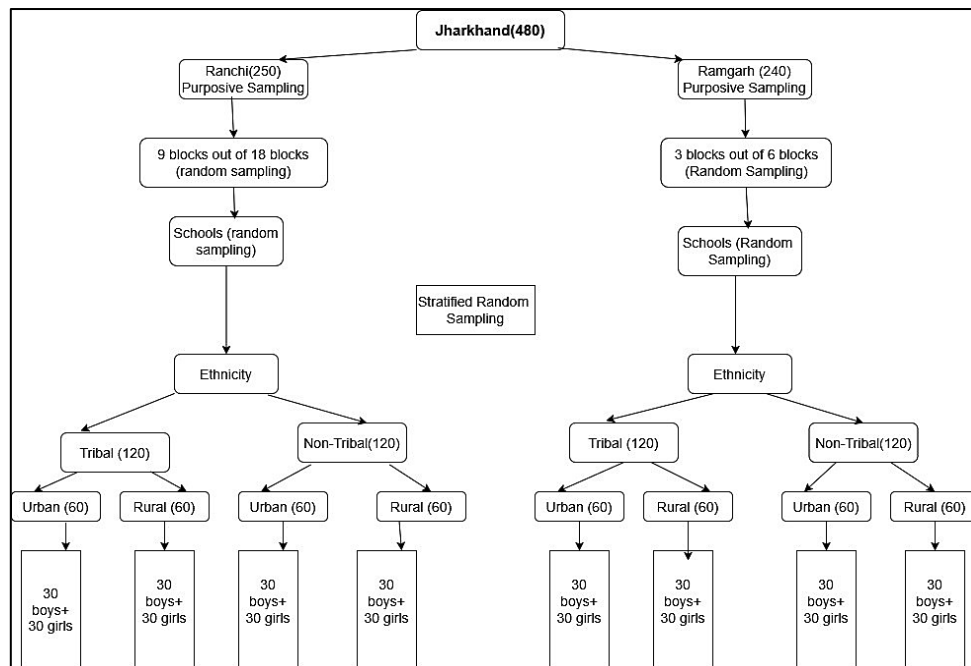 Jharkhand(480)
Ranchi(250)
Purposive Sampling
Ramgarh (240)
Purposive Sampling
9 blocks out of 18 blocks
(random sampling)
3 blocks out of 6 blocks
(Random Sampling)
Schools (random
sampling)
Schools (Random
Sampling)
Stratified Random
Sampling
Ethnicity
Ethnicity
Tribal (120)
Non-Tribal(120)
Tribal (120)
Non-Tribal(120)
Urban (60)
Rural (60)
Urban (60)
Rural (60)
Urban (60)
Rural (60)
Urban (60)
Rural (60)
30
boys+
30 girls
30
boys+
30 girls
30
boys+
30 girls
30
boys+
30 girls
30
boys+
30 girls
30
boys+
30 girls
30
boys+
30 girls
30
boys+
30 girls